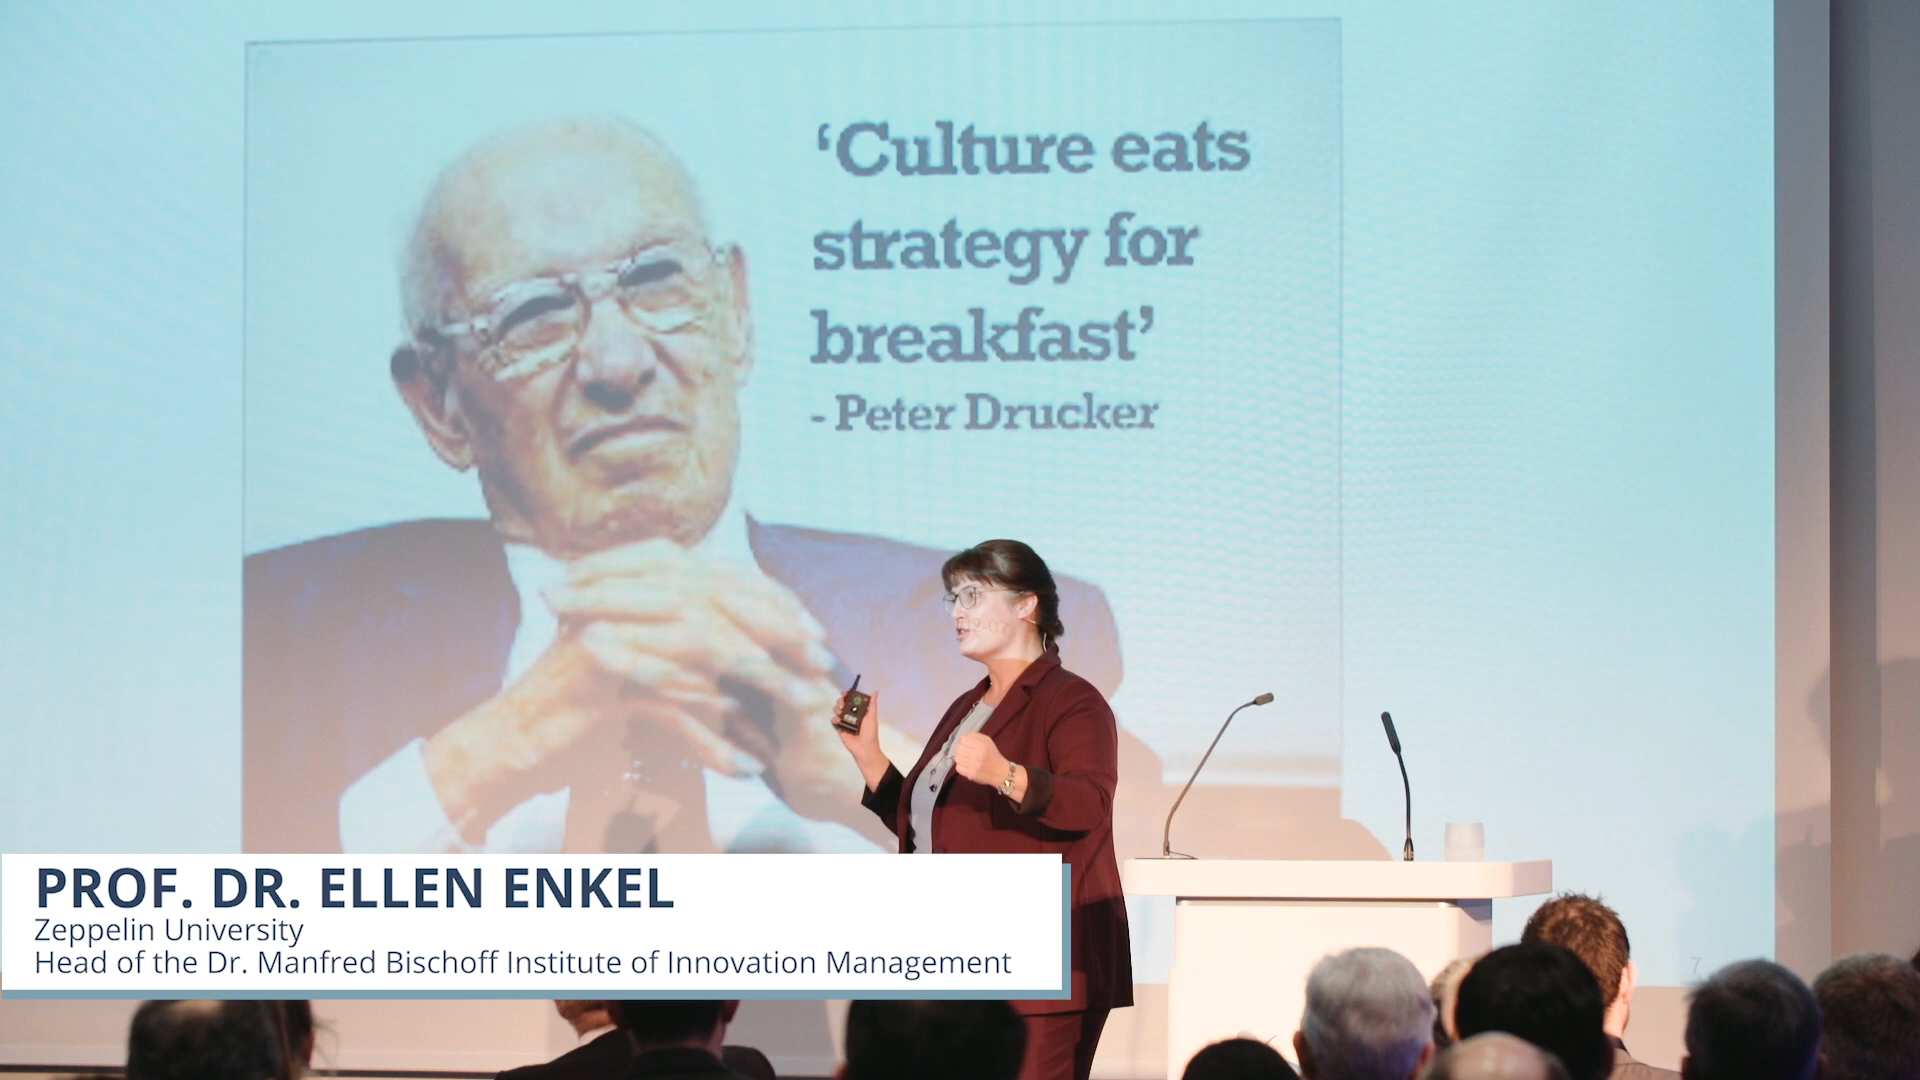 ‘Culture eats
strategy for
breakfast’
- Peter Drucker
PROF. DR. ELLEN ENKEL
Zeppelin University
Head of the Dr. Manfred Bischoff Institute of Innovation Management
7